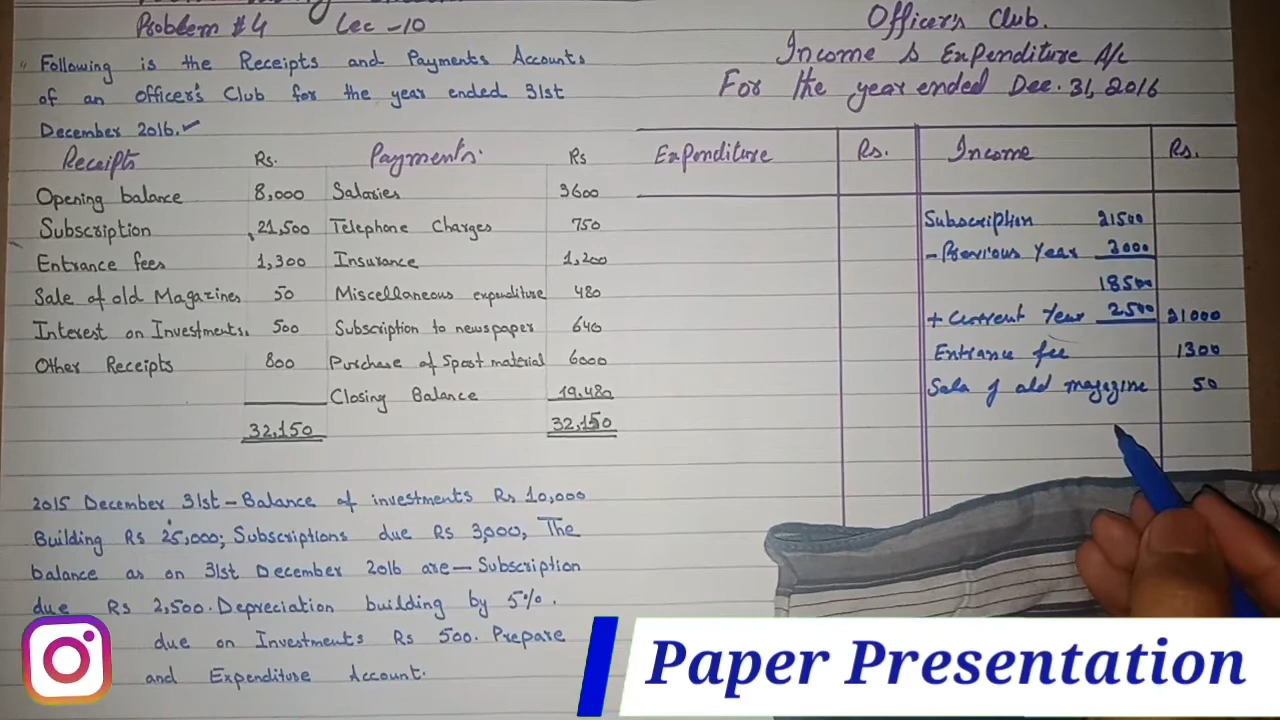 Problem #4 Lec -10
" Following is the Receipts and Payments Accounts
of an officer's Club for the year ended 31st
December 2016.
Receipts Rs. Payments. Rs
Opening balance 8,000 Salaries 3600
Subscription 21,500 Telephone Charges 750
Entrance fees 1,300 Insurance 1,200
Sale of old Magazines 50 Miscellaneous expenditure 480
Interest on Investments. 500 Subscription to newspaper 640
Other Receipts 800 Purchase of Sport material 6000
Closing Balance 19,480
32,150 32,150
2015 December 31st - Balance of investments Rs 10,000
Building Rs 25,000; Subscriptions due Rs 3,000, The
balance as on 31st December 2016 are - Subscription
due Rs 2,500. Depreciation building by 5%.
due on Investments Rs 500. Prepare
and Expenditure Account.
Officer's Club.
Income & Expenditure A/c
For the year ended Dec. 31, 2016
Expenditure Rs. Income Rs.
Subscription 21500
- Previous Year 3000
18500
+ Current Year 2500 21000
Entrance fee 1300
Sale of old magazine 50
Paper Presentation